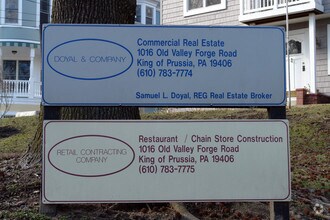 DOYAL & COMPANY
Commercial Real Estate
1016 Old Valley Forge Road
King of Prussia, PA 19406
(610) 783-7774
Samuel L. Doyal, REG Real Estate Broker
RETAIL CONTRACTING
COMPANY
Restaurant / Chain Store Construction
1016 Old Valley Forge Road
King of Prussia, PA 19406
(610) 783-7775